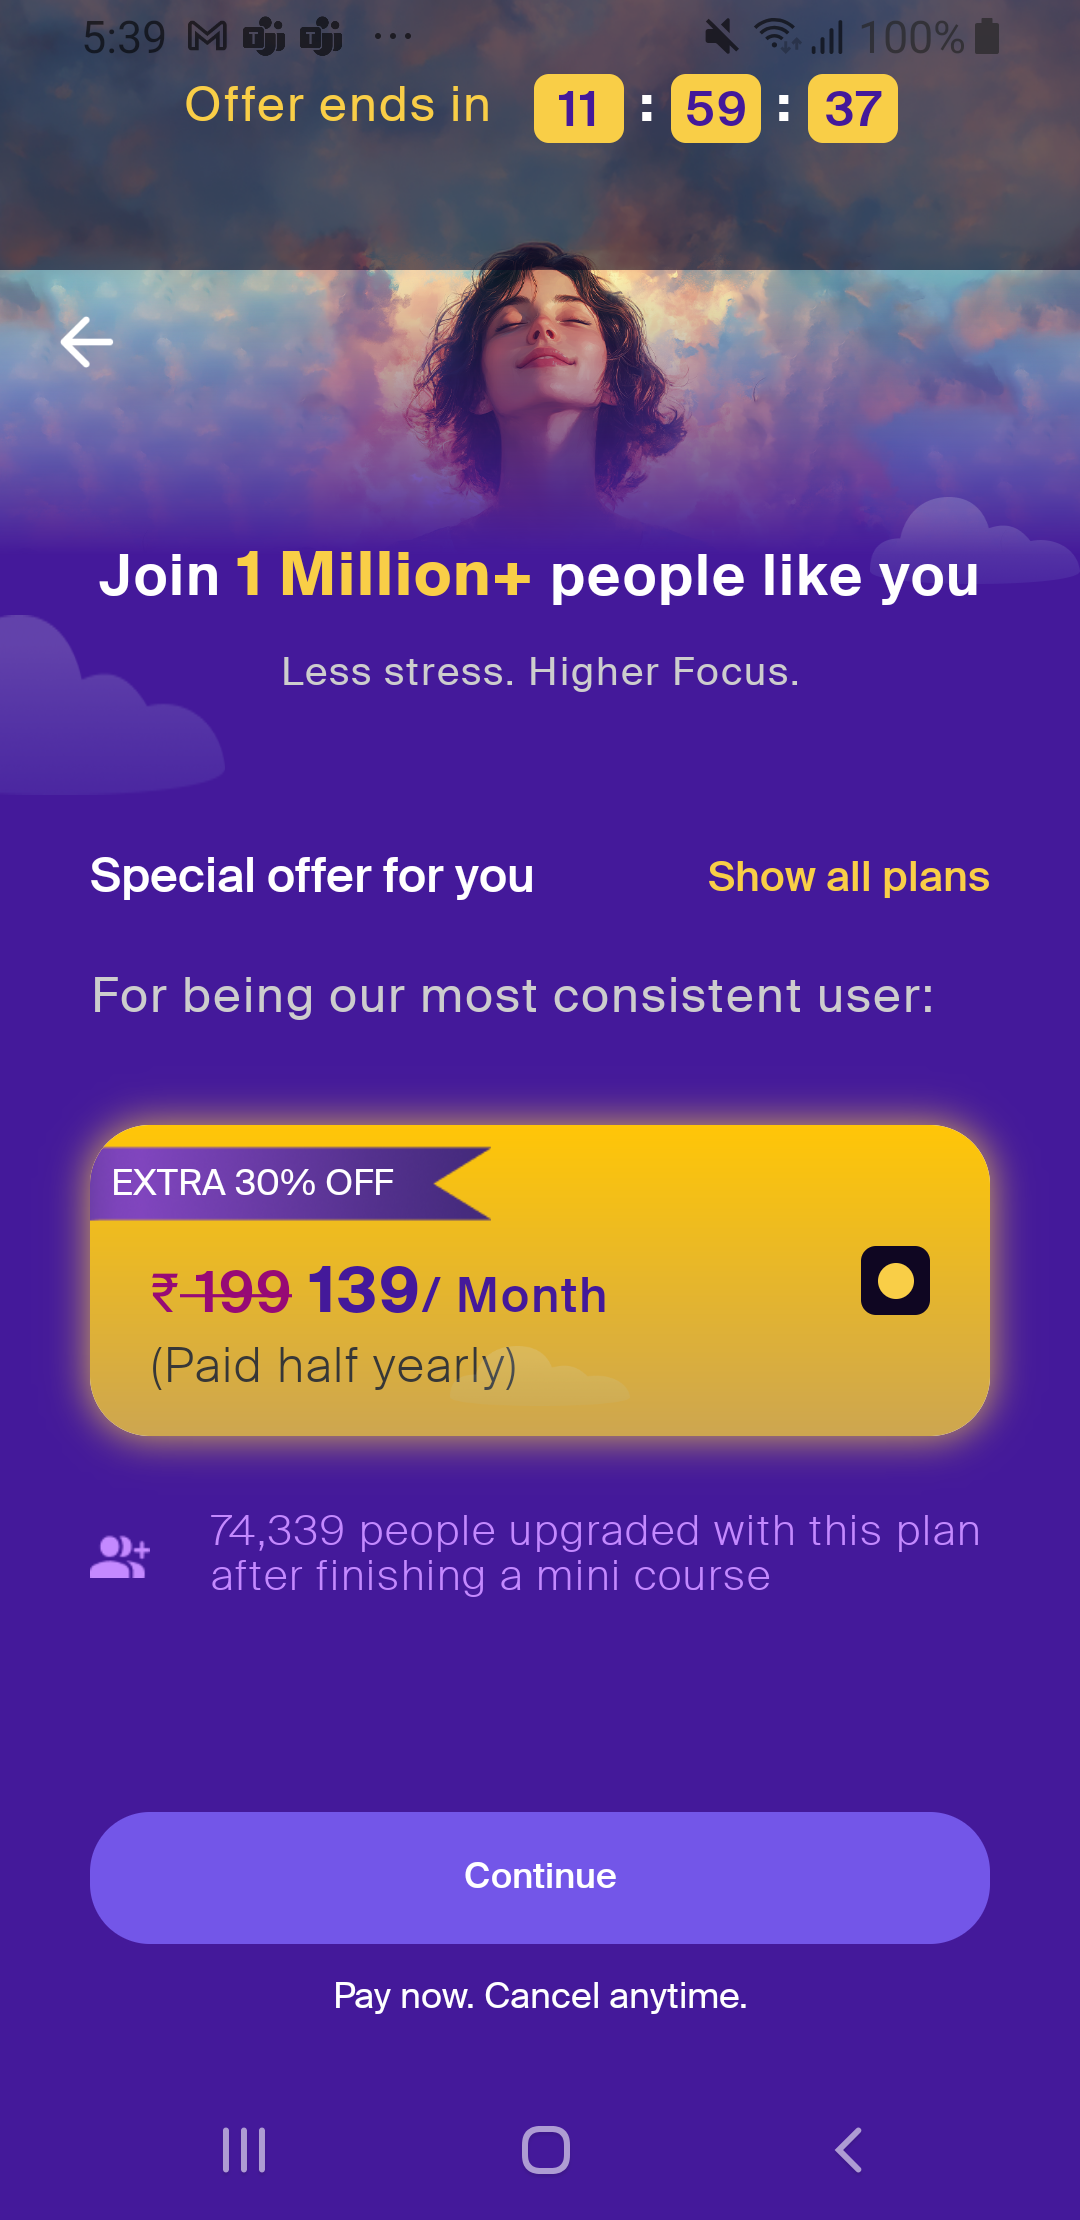 5:39 100%
Offer ends in 11 : 59 : 37
Join 1 Million+ people like you
Less stress. Higher Focus.
Special offer for you Show all plans
For being our most consistent user:
EXTRA 30% OFF
₹ 199 139/ Month
(Paid half yearly)
74,339 people upgraded with this plan
after finishing a mini course
Continue
Pay now. Cancel anytime.